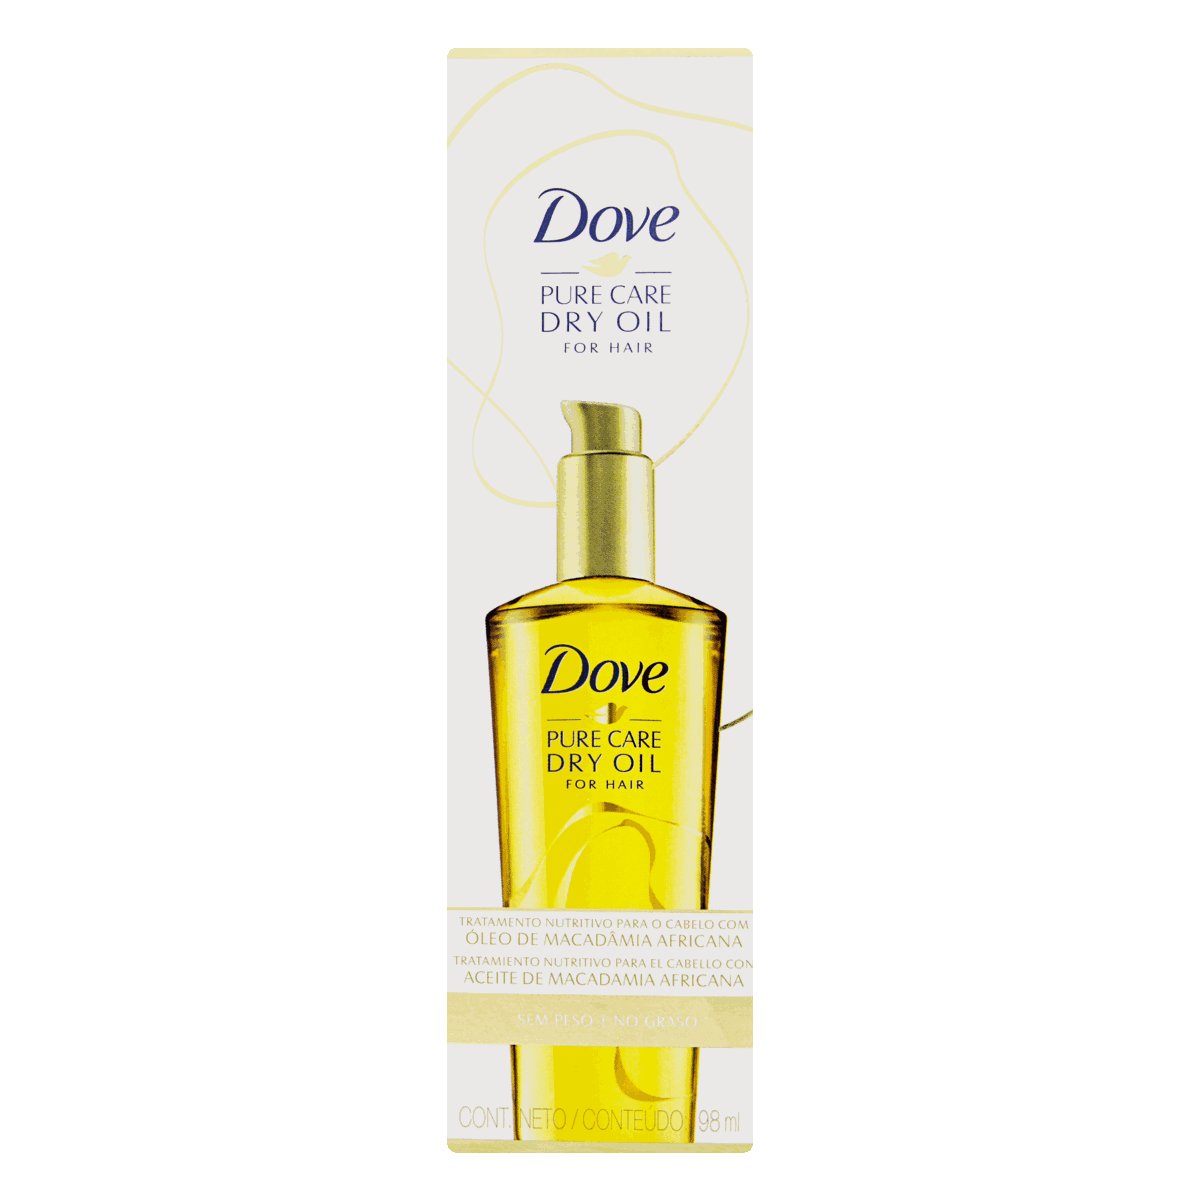 Dove
PURE CARE
DRY OIL
FOR HAIR
Dove
PURE CARE
DRY OIL
FOR HAIR
TRATAMENTO NUTRITIVO PARA O CABELO COM
ÓLEO DE MACADÂMIA AFRICANA
TRATAMIENTO NUTRITIVO PARA EL CABELLO CON
ACEITE DE MACADAMIA AFRICANA
SEM PESO / NO GRASO
CONT. NETO / CONTEÚDO 98 ml